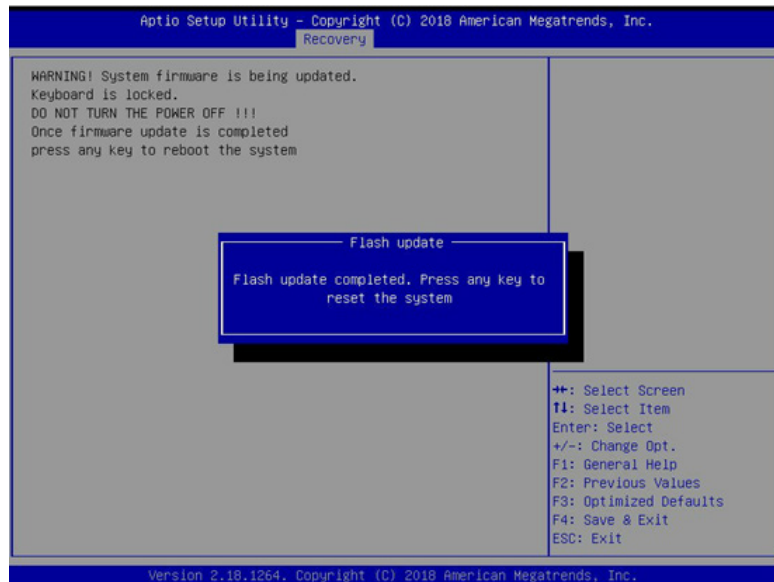 Aptio Setup Utility – Copyright (C) 2018 American Megatrends, Inc.
Recovery
WARNING! System firmware is being updated.
Keyboard is locked.
DO NOT TURN THE POWER OFF !!!
Once firmware update is completed
press any key to reboot the system
Flash update
Flash update completed. Press any key to
reset the system
→←: Select Screen
↑↓: Select Item
Enter: Select
+/-: Change Opt.
F1: General Help
F2: Previous Values
F3: Optimized Defaults
F4: Save & Exit
ESC: Exit
Version 2.18.1264. Copyright (C) 2018 American Megatrends, Inc.